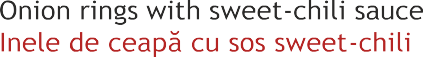 Onion rings with sweet-chili sauce
Inele de ceapă cu sos sweet-chili